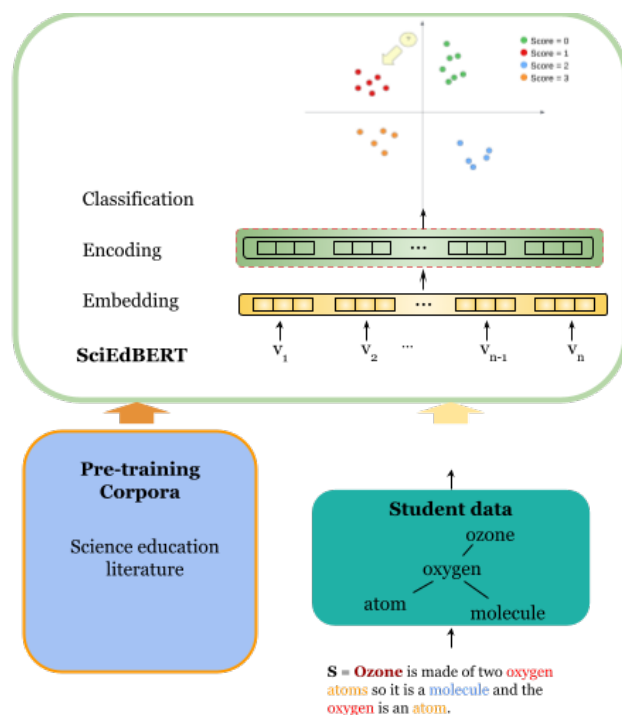 ?
Score = 0
Score = 1
Score = 2
Score = 3
Classification
Encoding
...
Embedding
...
SciEdBERT
v1 v2 ... vn-1 vn
Pre-training
Corpora
Science education
literature
Student data
ozone
oxygen
atom
molecule
S = Ozone is made of two oxygen
atoms so it is a molecule and the
oxygen is an atom.